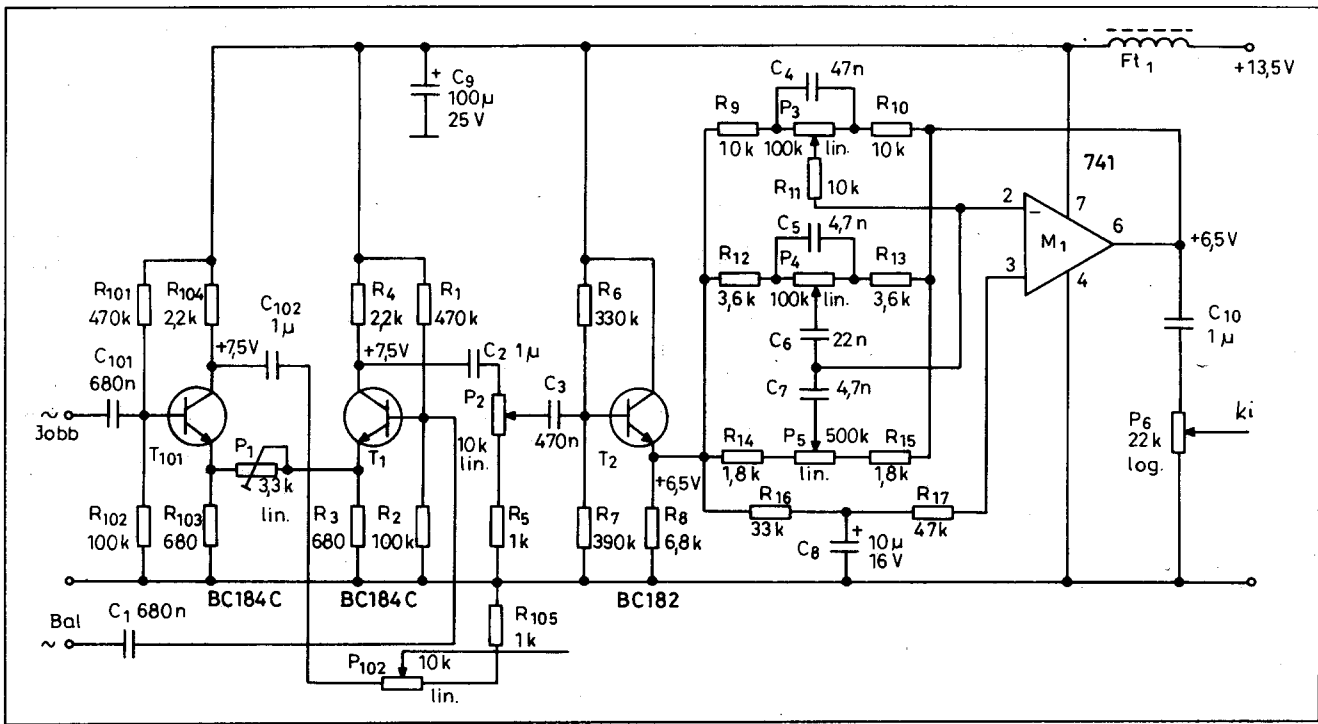 C4 47n
Ft1
+13,5V
C9
+
100µ
25 V
R9
P3
R10
10k
100k
lin.
10k
R11
10k
741
2
−
7
6
+6,5V
M1
3
4
C5
4,7n
R12
P4
R13
3,6k
100k
lin.
3,6k
R101
470k
R104
2,2k
C102
1µ
R4
2,2k
R1
470k
R6
330k
C6
22n
C10
1µ
+7,5V
+7,5V
C2 1µ
C101
680n
P2
C3
470n
C7
4,7n
~
Jobb
T101
P1
T1
10k
lin.
T2
R14
P5
500k
R15
1,8k
lin.
1,8k
P6
22k
log.
ki
3,3k
lin.
+6,5V
R16
33k
R17
47k
R102
100k
R103
680
R3
680
R2
100k
R5
1k
R7
390k
R8
6,8k
C8
+
10µ
16 V
BC184C
BC184C
BC182
C1 680n
Bal
~
R105
1k
P102
10k
lin.